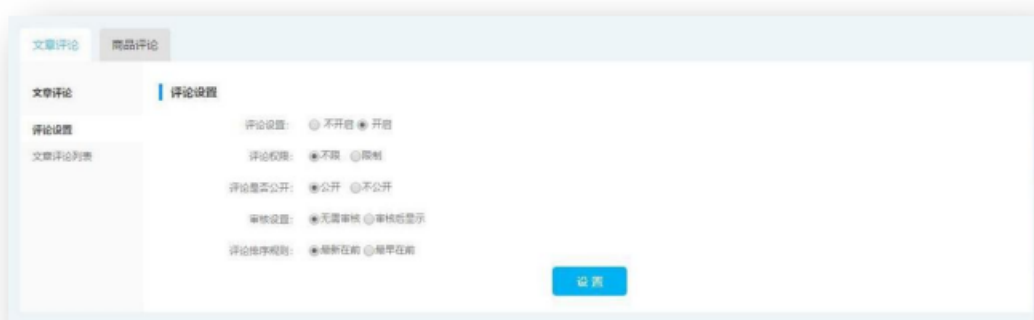 文章评论 商品评论
文章评论
评论设置
文章评论列表
评论设置
评论设置: 不开启 开启
评论权限: 不限 限制
评论是否公开: 公开 不公开
审核设置: 无需审核 审核后显示
评论排序规则: 最新在前 最早在前
设 置